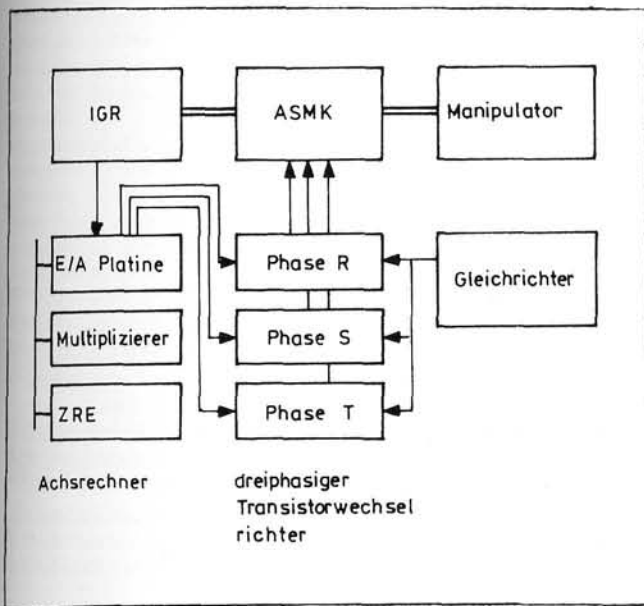 IGR
ASMK
Manipulator
E/A Platine
Phase R
Gleichrichter
Multiplizierer
Phase S
ZRE
Phase T
Achsrechner
dreiphasiger
Transistorwechsel
richter